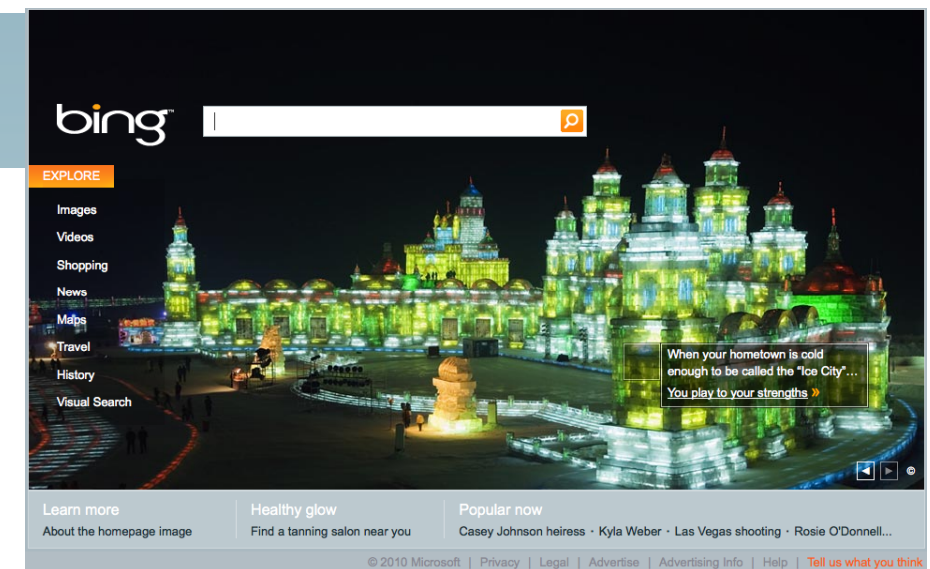 bing™
EXPLORE
Images
Videos
Shopping
News
Maps
Travel
History
Visual Search
When your hometown is cold
enough to be called the "Ice City"...
You play to your strengths »
©
Learn more
About the homepage image
Healthy glow
Find a tanning salon near you
Popular now
Casey Johnson heiress · Kyla Weber · Las Vegas shooting · Rosie O'Donnell...
© 2010 Microsoft | Privacy | Legal | Advertise | Advertising Info | Help | Tell us what you think